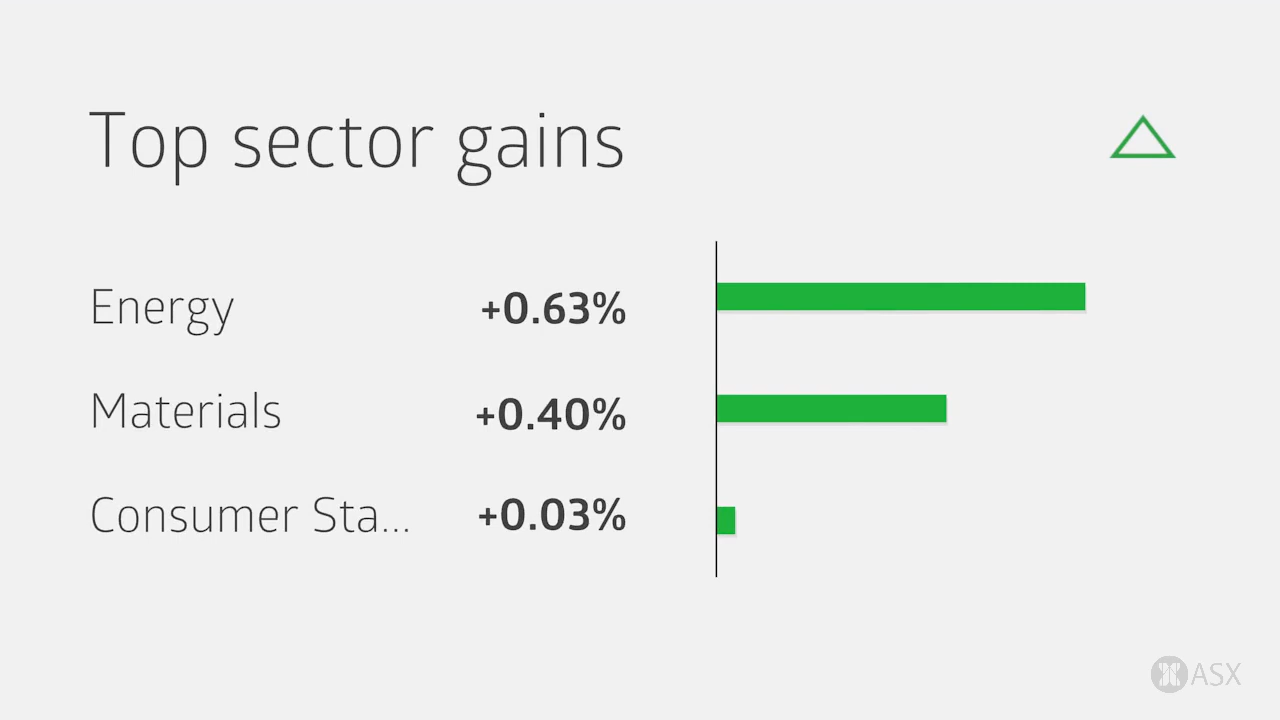 Top sector gains
Energy +0.63%
Materials +0.40%
Consumer Sta... +0.03%
ASX